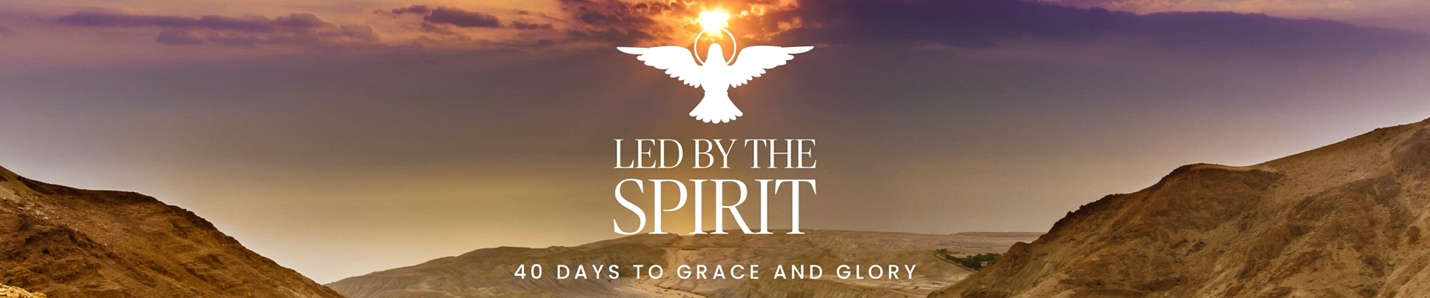 LED BY THE
SPIRIT
40 DAYS TO GRACE AND GLORY